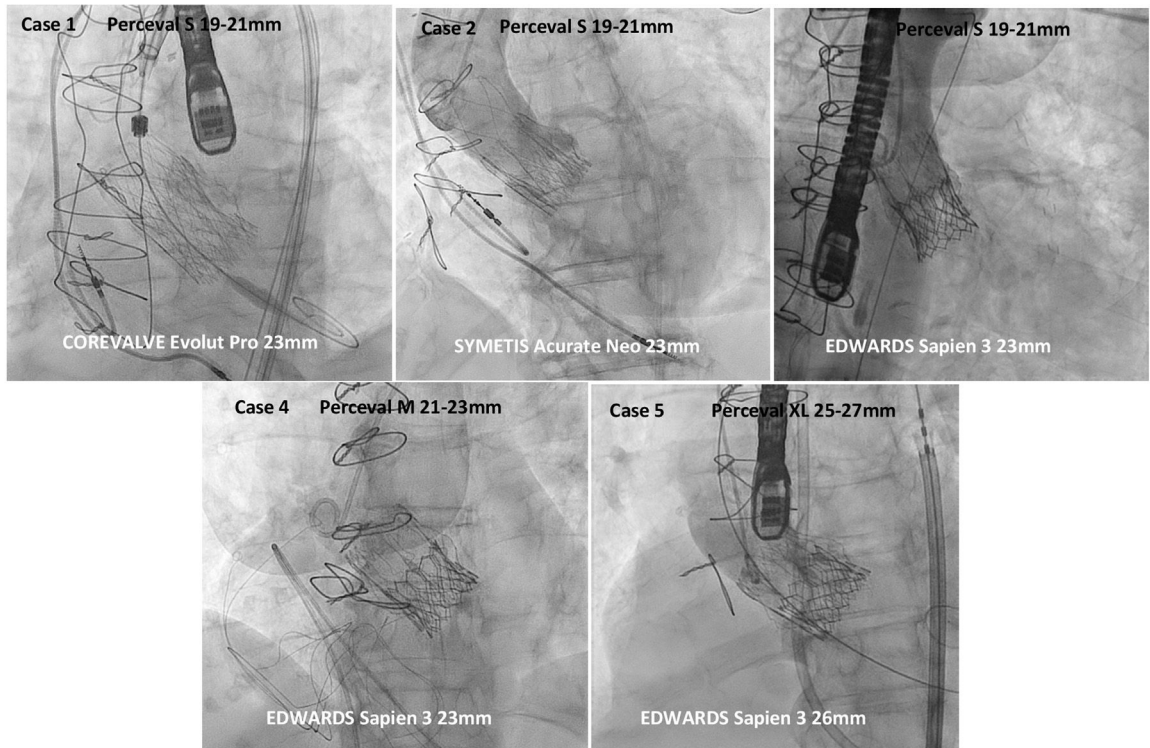 Case 1 Perceval S 19-21mm
COREVALVE Evolut Pro 23mm
Case 2 Perceval S 19-21mm
SYMETIS Acurate Neo 23mm
Perceval S 19-21mm
EDWARDS Sapien 3 23mm
Case 4 Perceval M 21-23mm
EDWARDS Sapien 3 23mm
Case 5 Perceval XL 25-27mm
EDWARDS Sapien 3 26mm